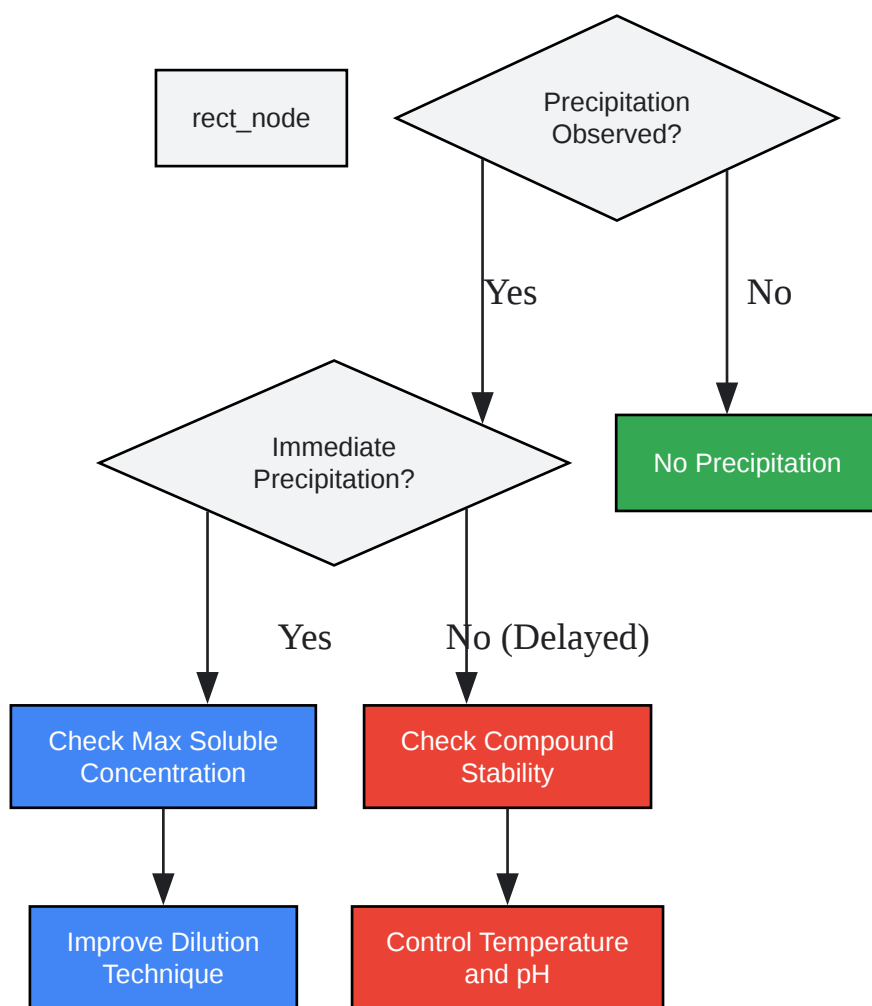 rect_node
Precipitation
Observed?
Yes
No
Immediate
Precipitation?
No Precipitation
Yes
No (Delayed)
Check Max Soluble
Concentration
Check Compound
Stability
Improve Dilution
Technique
Control Temperature
and pH